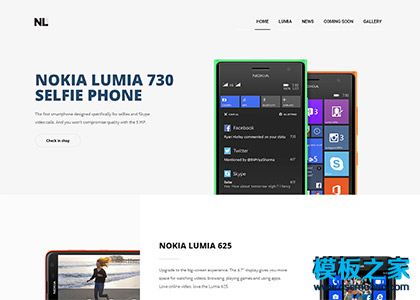 NL
HOME
LUMIA
NEWS
COMING SOON
GALLERY
NOKIA LUMIA 730
SELFIE PHONE
The first smartphone designed specifically for selfies and Skype
video calls. And you won't compromise quality with the 5 MP.
Check in shop
NOKIA
Facebook
Twitter
Skype
NOKIA LUMIA 625
Upgrade to the big-screen experience. The 4.7" display gives you more
space for watching videos, browsing, playing games and using apps.
Love online video, love the Lumia 625.
模板之家